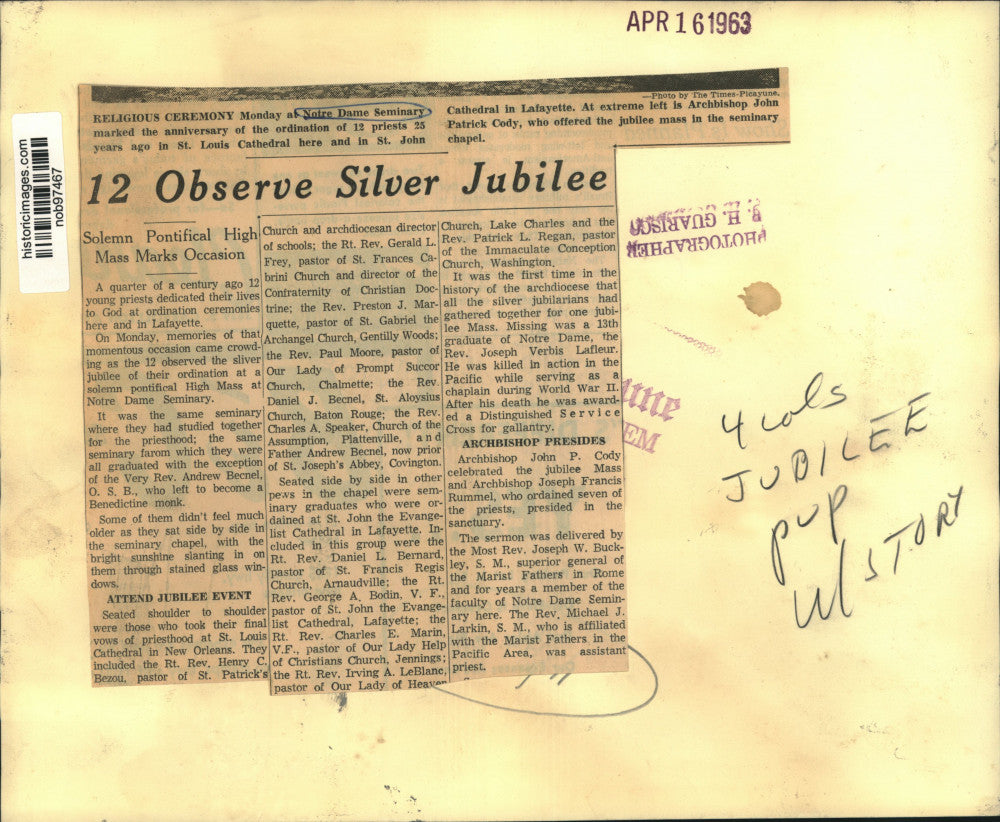 APR 16 1963
historicimages.com
nob97467
—Photo by The Times-Picayune.
RELIGIOUS CEREMONY Monday at Notre Dame Seminary
marked the anniversary of the ordination of 12 priests 25
years ago in St. Louis Cathedral here and in St. John
Cathedral in Lafayette. At extreme left is Archbishop John
Patrick Cody, who offered the jubilee mass in the seminary
chapel.
12 Observe Silver Jubilee
Solemn Pontifical High
Mass Marks Occasion
A quarter of a century ago 12
young priests dedicated their lives
to God at ordination ceremonies
here and in Lafayette.
On Monday, memories of that
momentous occasion came crowd-
ing as the 12 observed the sliver
jubilee of their ordination at a
solemn pontifical High Mass at
Notre Dame Seminary.
It was the same seminary
where they had studied together
for the priesthood; the same
seminary farom which they were
all graduated with the exception
of the Very Rev. Andrew Becnel,
O. S. B., who left to become a
Benedictine monk.
Some of them didn't feel much
older as they sat side by side in
the seminary chapel, with the
bright sunshine slanting in on
them through stained glass win-
dows.
ATTEND JUBILEE EVENT
Seated shoulder to shoulder
were those who took their final
vows of priesthood at St. Louis
Cathedral in New Orleans. They
included the Rt. Rev. Henry C.
Bezou, pastor of St. Patrick's
Church and archdiocesan director
of schools; the Rt. Rev. Gerald L.
Frey, pastor of St. Frances Ca-
brini Church and director of the
Confraternity of Christian Doc-
trine; the Rev. Preston J. Mar-
quette, pastor of St. Gabriel the
Archangel Church, Gentilly Woods;
the Rev. Paul Moore, pastor of
Our Lady of Prompt Succor
Church, Chalmette; the Rev.
Daniel J. Becnel, St. Aloysius
Church, Baton Rouge; the Rev.
Charles A. Speaker, Church of the
Assumption, Plattenville, and
Father Andrew Becnel, now prior
of St. Joseph's Abbey, Covington.
Seated side by side in other
pews in the chapel were sem-
inary graduates who were or-
dained at St. John the Evange-
list Cathedral in Lafayette. In-
cluded in this group were the
Rt. Rev. Daniel L. Bernard,
pastor of St. Francis Regis
Church, Arnaudville; the Rt.
Rev. George A. Bodin, V. F.,
pastor of St. John the Evange-
list Cathedral, Lafayette; the
Rt. Rev. Charles E. Marin,
V.F., pastor of Our Lady Help
of Christians Church, Jennings;
the Rt. Rev. Irving A. LeBlanc,
pastor of Our Lady of Heaven
Church, Lake Charles and the
Rev. Patrick L. Regan, pastor
of the Immaculate Conception
Church, Washington.
It was the first time in the
history of the archdiocese that
all the silver jubilarians had
gathered together for one jubi-
lee Mass. Missing was a 13th
graduate of Notre Dame, the
Rev. Joseph Verbis Lafleur.
He was killed in action in the
Pacific while serving as a
chaplain during World War II.
After his death he was award-
ed a Distinguished Service
Cross for gallantry.
ARCHBISHOP PRESIDES
Archbishop John P. Cody
celebrated the jubilee Mass
and Archbishop Joseph Francis
Rummel, who ordained seven of
the priests, presided in the
sanctuary.
The sermon was delivered by
the Most Rev. Joseph W. Buck-
ley, S. M., superior general of
the Marist Fathers in Rome
and for years a member of the
faculty of Notre Dame Semin-
ary here. The Rev. Michael J.
Larkin, S. M., who is affiliated
with the Marist Fathers in the
Pacific Area, was assistant
priest.
H. GUARISCO
PHOTOGRAPHER
4 cols
JUBILEE
pup
w/ STORY